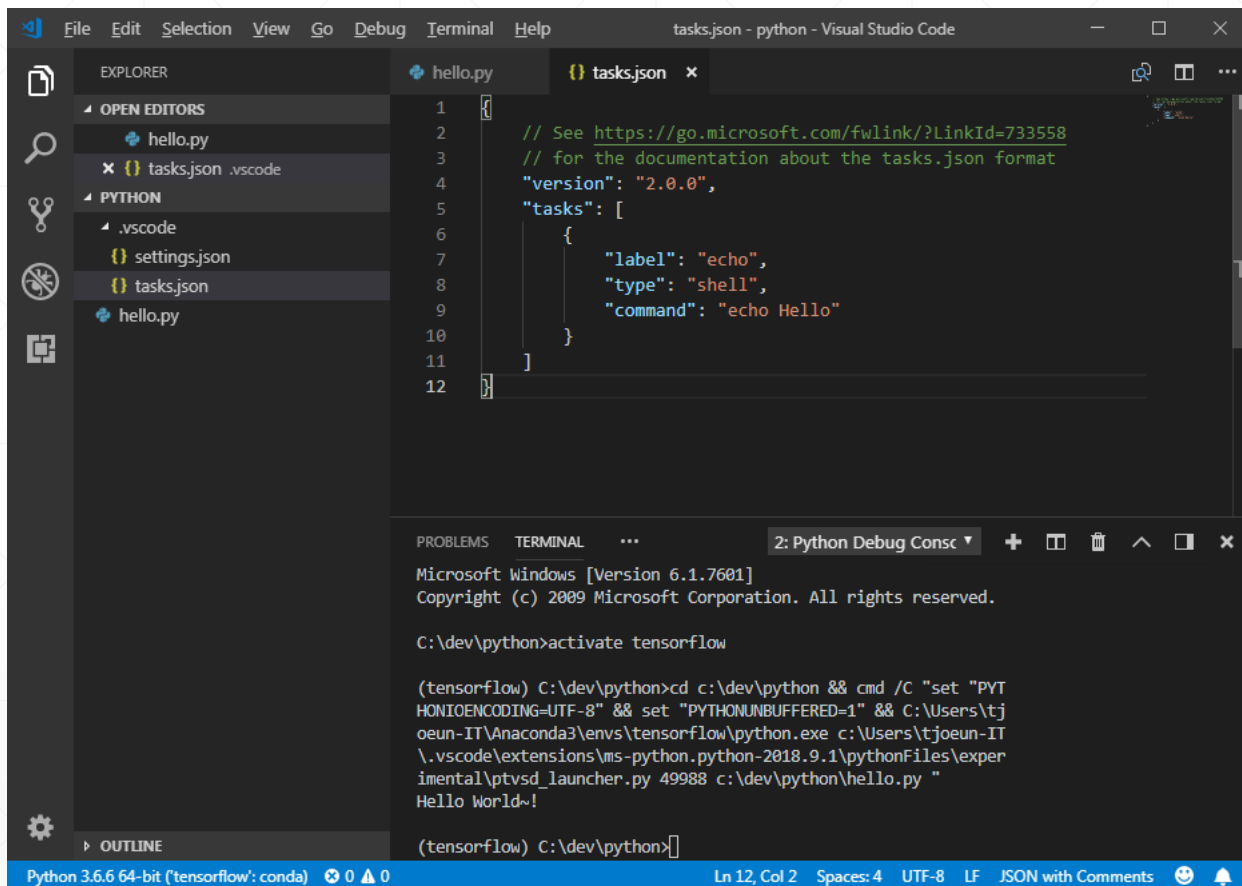 File Edit Selection View Go Debug Terminal Help tasks.json - python - Visual Studio Code
EXPLORER
OPEN EDITORS
hello.py
{} tasks.json .vscode
PYTHON
.vscode
{} settings.json
{} tasks.json
hello.py
OUTLINE
hello.py {} tasks.json
1 {
2 // See https://go.microsoft.com/fwlink/?LinkId=733558
3 // for the documentation about the tasks.json format
4 "version": "2.0.0",
5 "tasks": [
6 {
7 "label": "echo",
8 "type": "shell",
9 "command": "echo Hello"
10 }
11 ]
12 }
PROBLEMS TERMINAL ... 2: Python Debug Consc
Microsoft Windows [Version 6.1.7601]
Copyright (c) 2009 Microsoft Corporation. All rights reserved.
C:\dev\python>activate tensorflow
(tensorflow) C:\dev\python>cd c:\dev\python && cmd /C "set "PYT
HONIOENCODING=UTF-8" && set "PYTHONUNBUFFERED=1" && C:\Users\tj
oeun-IT\Anaconda3\envs\tensorflow\python.exe c:\Users\tjoeun-IT
\.vscode\extensions\ms-python.python-2018.9.1\pythonFiles\exper
imental\ptvsd_launcher.py 49988 c:\dev\python\hello.py "
Hello World~!
(tensorflow) C:\dev\python>
Python 3.6.6 64-bit ('tensorflow': conda) 0 0 Ln 12, Col 2 Spaces: 4 UTF-8 LF JSON with Comments